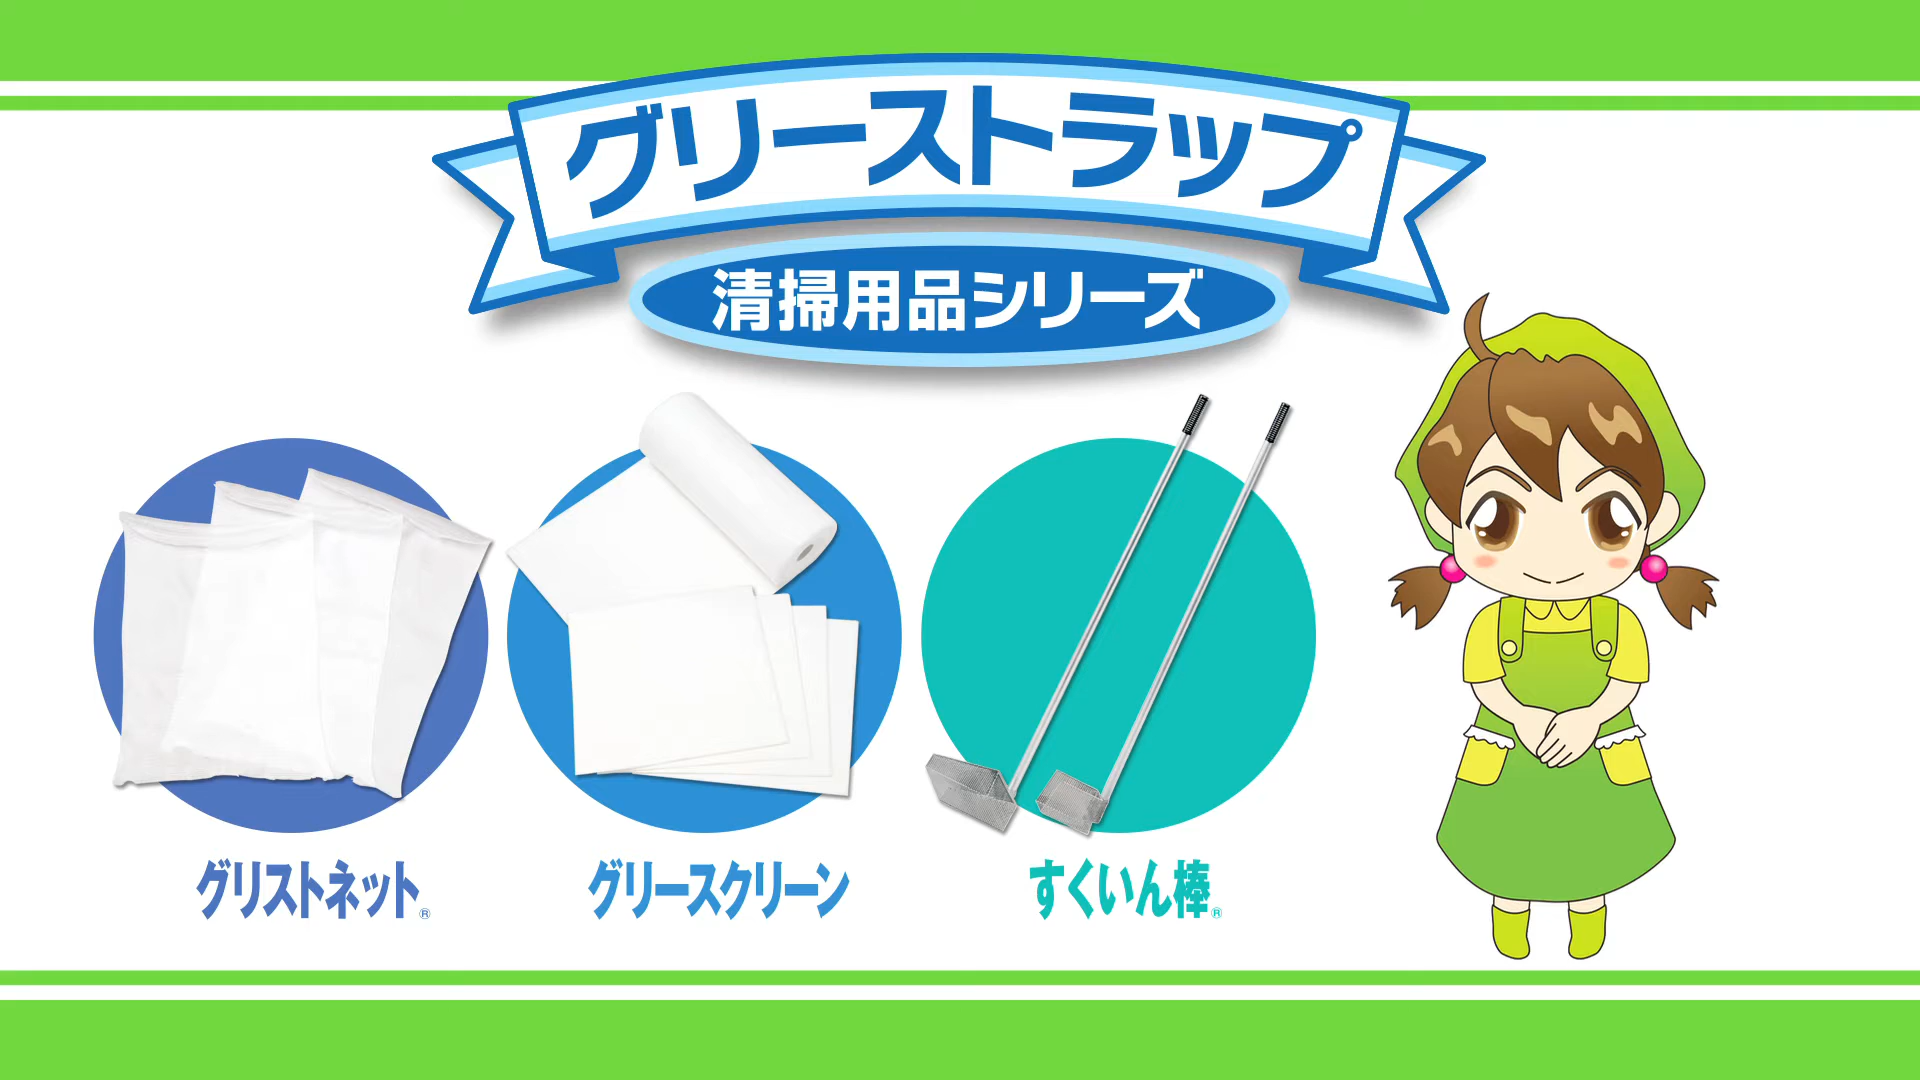 グリーストラップ
清掃用品シリーズ
グリストネット®
グリースクリーン
すくいん棒®